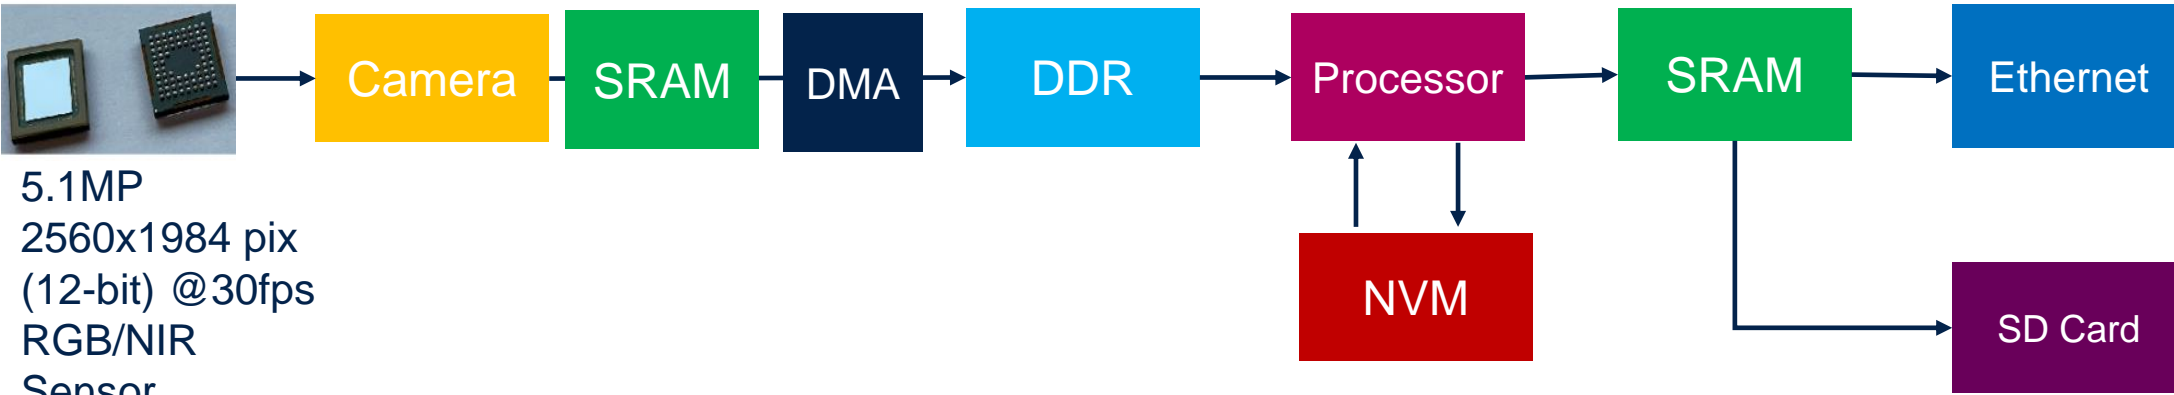 Camera
SRAM
DMA
DDR
Processor
SRAM
Ethernet
5.1MP
2560x1984 pix
(12-bit) @30fps
RGB/NIR
Sensor
NVM
SD Card